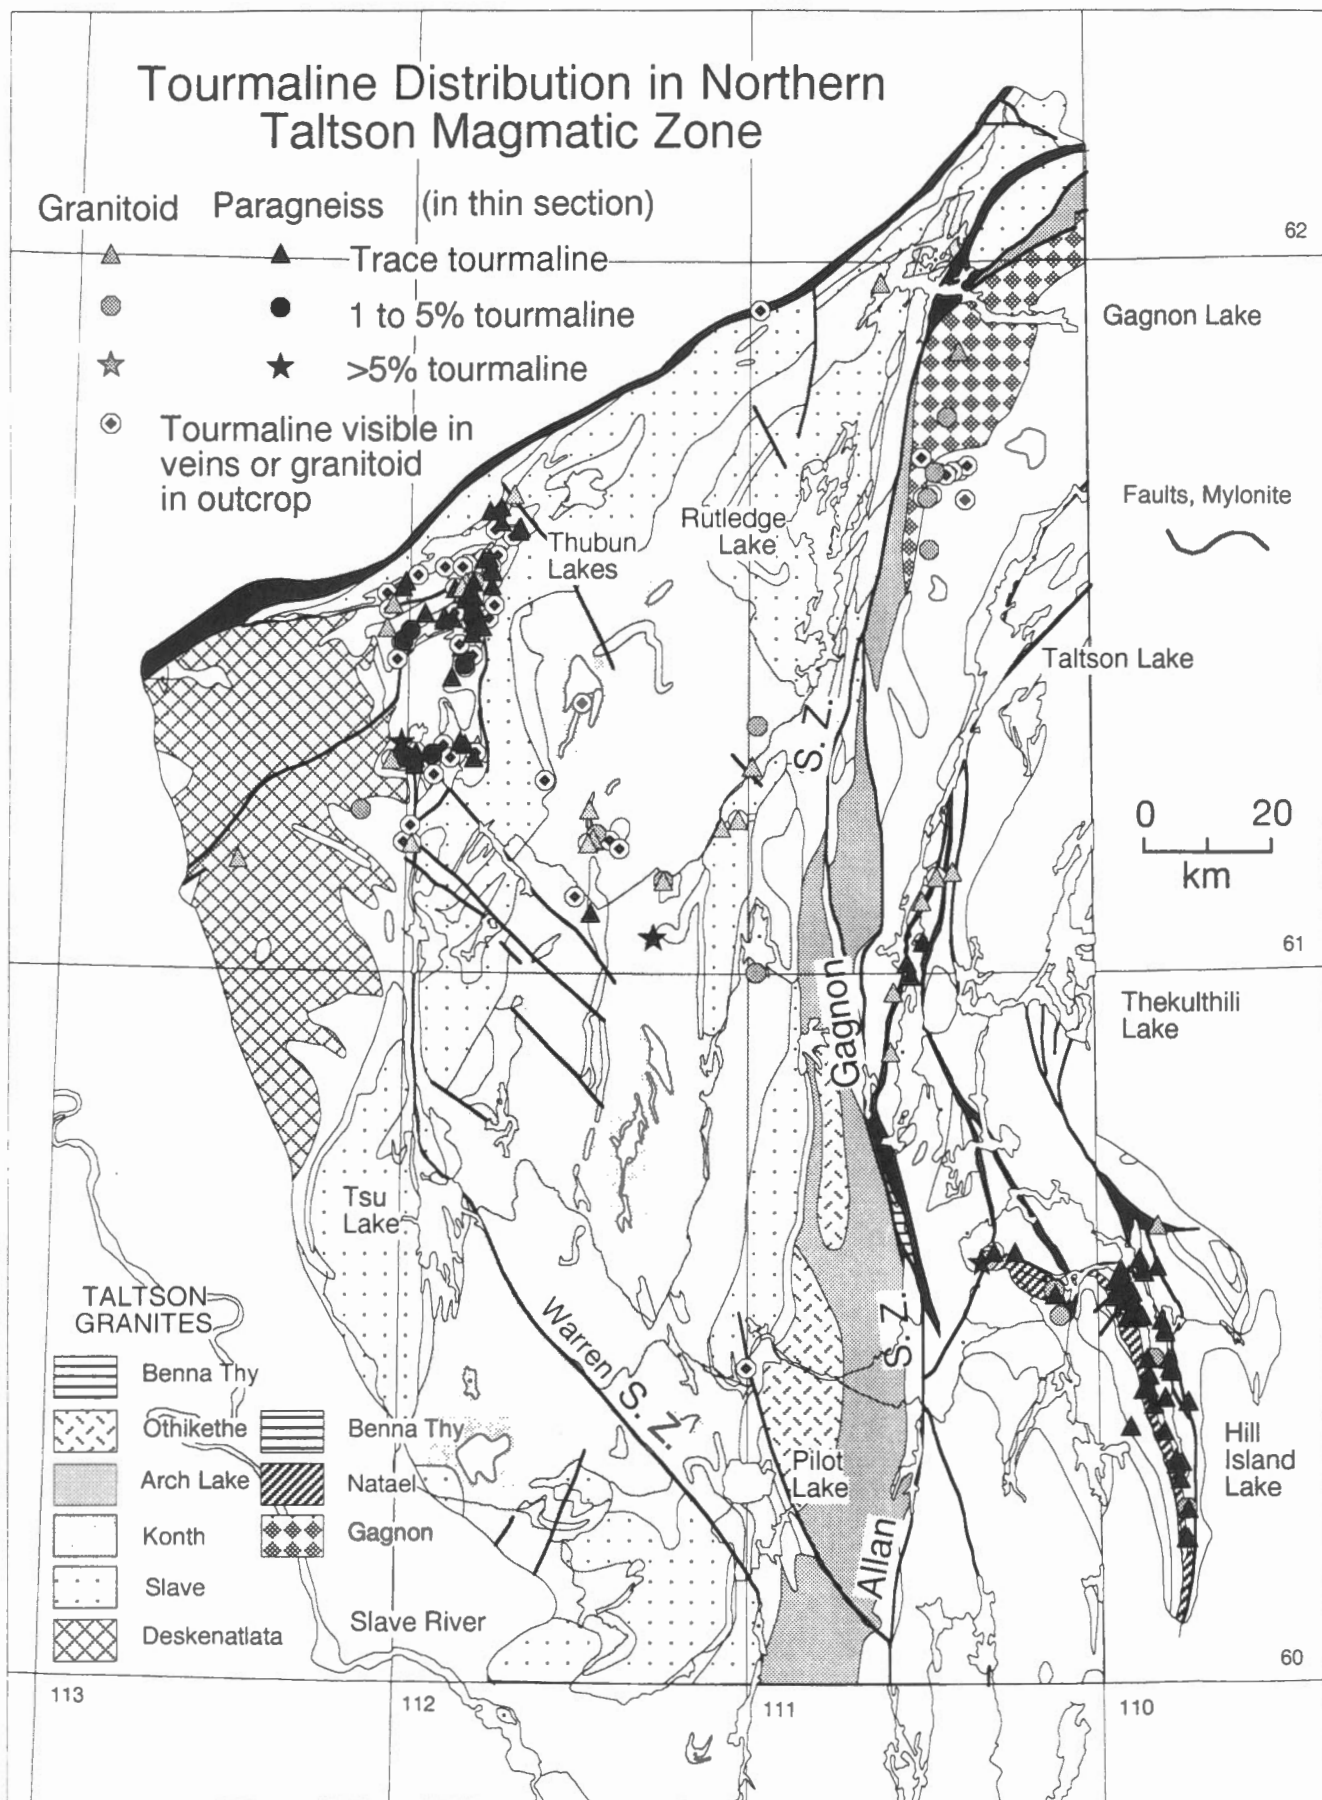 Tourmaline Distribution in Northern
Taltson Magmatic Zone
Granitoid Paragneiss (in thin section)
Trace tourmaline
1 to 5% tourmaline
>5% tourmaline
Tourmaline visible in
veins or granitoid
in outcrop
62
Gagnon Lake
Faults, Mylonite
Rutledge
Lake
Thubun
Lakes
Taltson Lake
S. Z.
0 20
km
61
Gagnon
Thekulthili
Lake
Tsu
Lake
Warren S. Z.
S. Z.
Allan
Pilot
Lake
Hill
Island
Lake
TALTSON
GRANITES
Benna Thy
Othikethe
Arch Lake
Konth
Slave
Deskenatlata
Benna Thy
Natael
Gagnon
Slave River
60
113
112
111
110